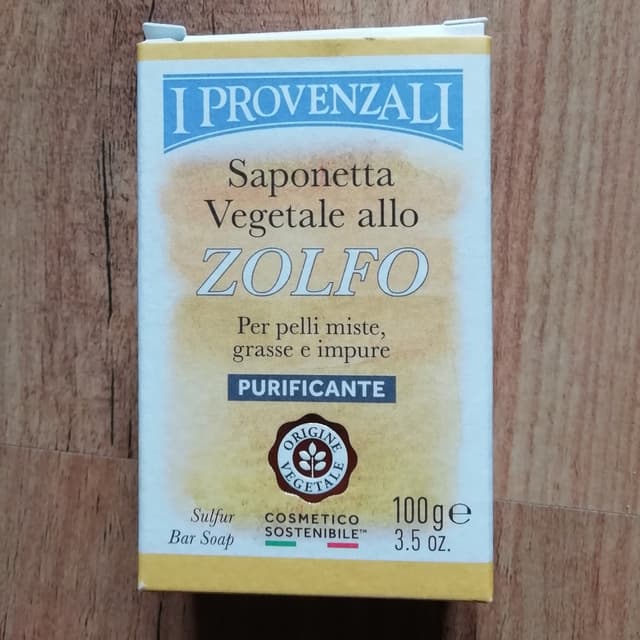 I PROVENZALI
Saponetta
Vegetale allo
ZOLFO
Per pelli miste,
grasse e impure
PURIFICANTE
ORIGINE
VEGETALE
Sulfur
Bar Soap
COSMETICO
SOSTENIBILE™
100g ℮
3.5 oz.